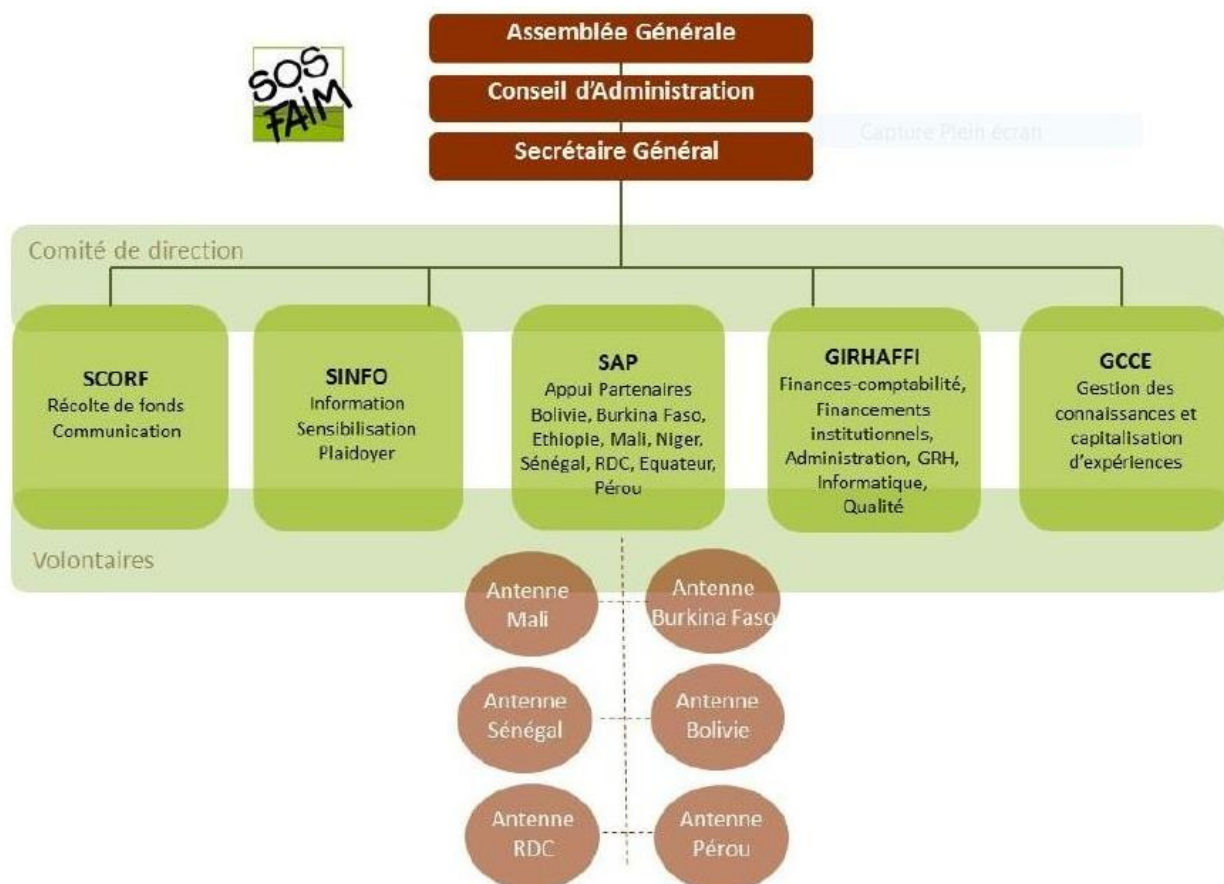 SOS
FAIM
Assemblée Générale
Conseil d'Administration
Capture Plein écran
Secrétaire Général
Comité de direction
SCORF
Récolte de fonds
Communication
SINFO
Information
Sensibilisation
Plaidoyer
SAP
Appui Partenaires
Bolivie, Burkina Faso,
Ethiopie, Mali, Niger,
Sénégal, RDC, Equateur,
Pérou
GIRHAFFI
Finances-comptabilité,
Financements
institutionnels,
Administration, GRH,
Informatique,
Qualité
GCCE
Gestion des
connaissances et
capitalisation
d'expériences
Volontaires
Antenne
Mali
Antenne
Burkina Faso
Antenne
Sénégal
Antenne
Bolivie
Antenne
RDC
Antenne
Pérou